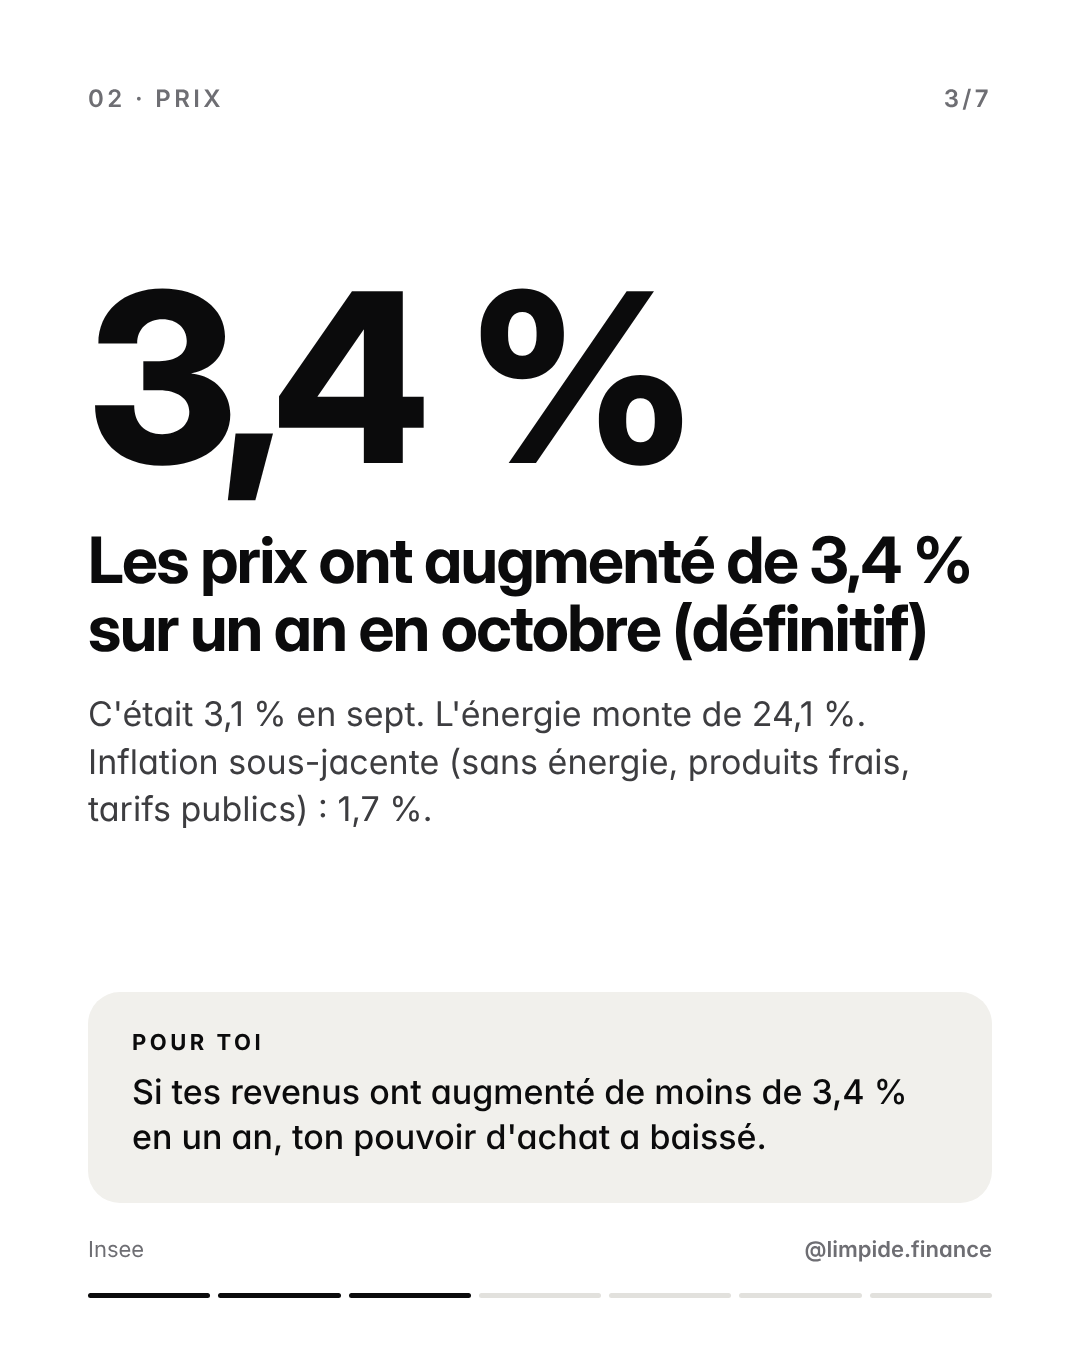 02 · PRIX
3/7
3,4 %
Les prix ont augmenté de 3,4 %
sur un an en octobre (définitif)
C'était 3,1 % en sept. L'énergie monte de 24,1 %.
Inflation sous-jacente (sans énergie, produits frais,
tarifs publics) : 1,7 %.
POUR TOI
Si tes revenus ont augmenté de moins de 3,4 %
en un an, ton pouvoir d'achat a baissé.
Insee
@limpide.finance